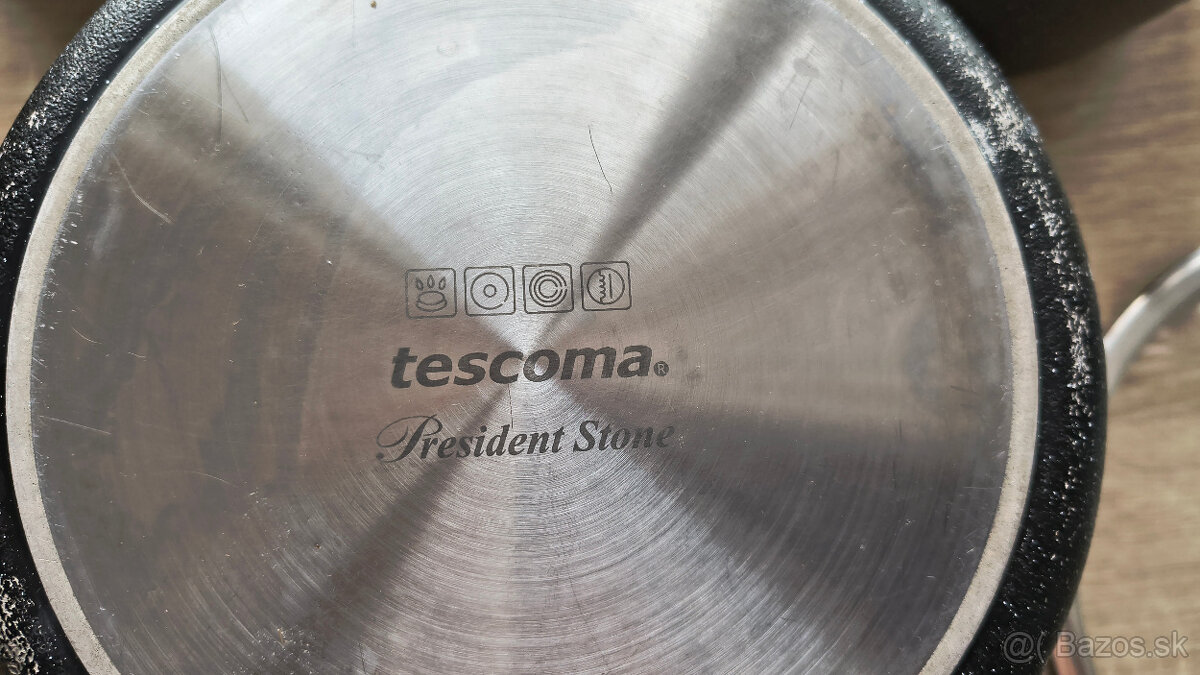 tescoma®
President Stone
@( Bazos.sk